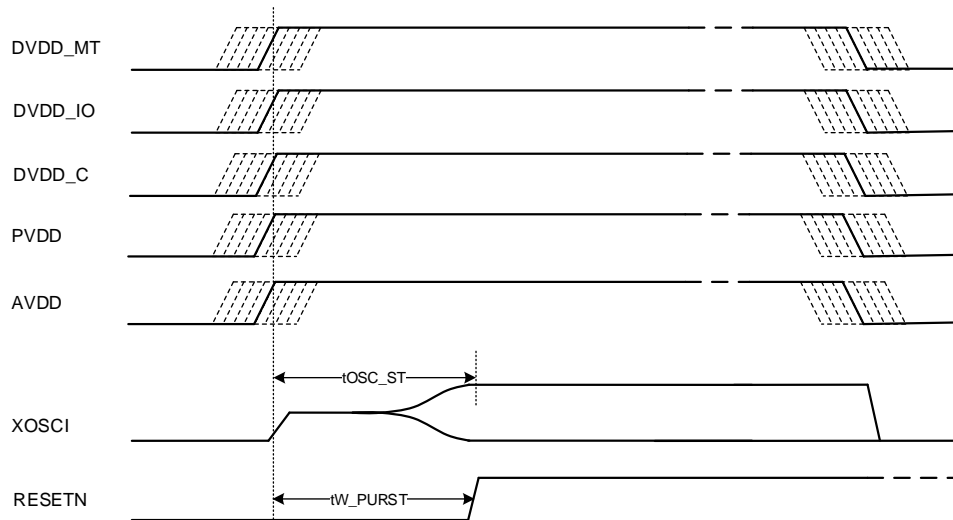 DVDD_MT
DVDD_IO
DVDD_C
PVDD
AVDD
tOSC_ST
XOSCI
tW_PURST
RESETN